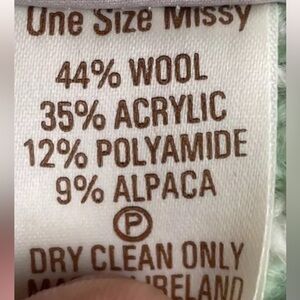 One Size Missy
44% WOOL
35% ACRYLIC
12% POLYAMIDE
9% ALPACA
P
DRY CLEAN ONLY
IRELAND